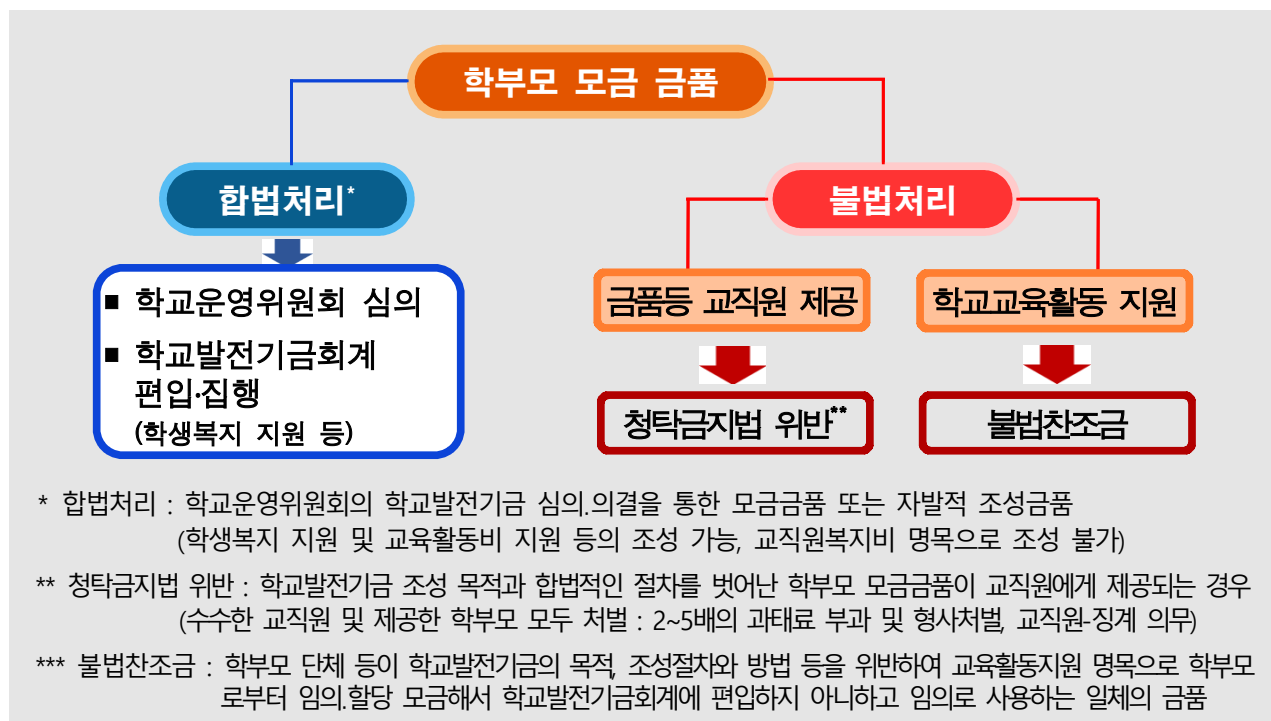 학부모 모금 금품
합법처리*
불법처리
■ 학교운영위원회 심의
■ 학교발전기금회계
편입·집행
(학생복지 지원 등)
금품등 교직원 제공
학교교육활동 지원
청탁금지법 위반**
불법찬조금
* 합법처리 : 학교운영위원회의 학교발전기금 심의.의결을 통한 모금금품 또는 자발적 조성금품
(학생복지 지원 및 교육활동비 지원 등의 조성 가능, 교직원복지비 명목으로 조성 불가)
** 청탁금지법 위반 : 학교발전기금 조성 목적과 합법적인 절차를 벗어난 학부모 모금금품이 교직원에게 제공되는 경우
(수수한 교직원 및 제공한 학부모 모두 처벌 : 2~5배의 과태료 부과 및 형사처벌, 교직원-징계 의무)
*** 불법찬조금 : 학부모 단체 등이 학교발전기금의 목적, 조성절차와 방법 등을 위반하여 교육활동지원 명목으로 학부모
로부터 임의.할당 모금해서 학교발전기금회계에 편입하지 아니하고 임의로 사용하는 일체의 금품